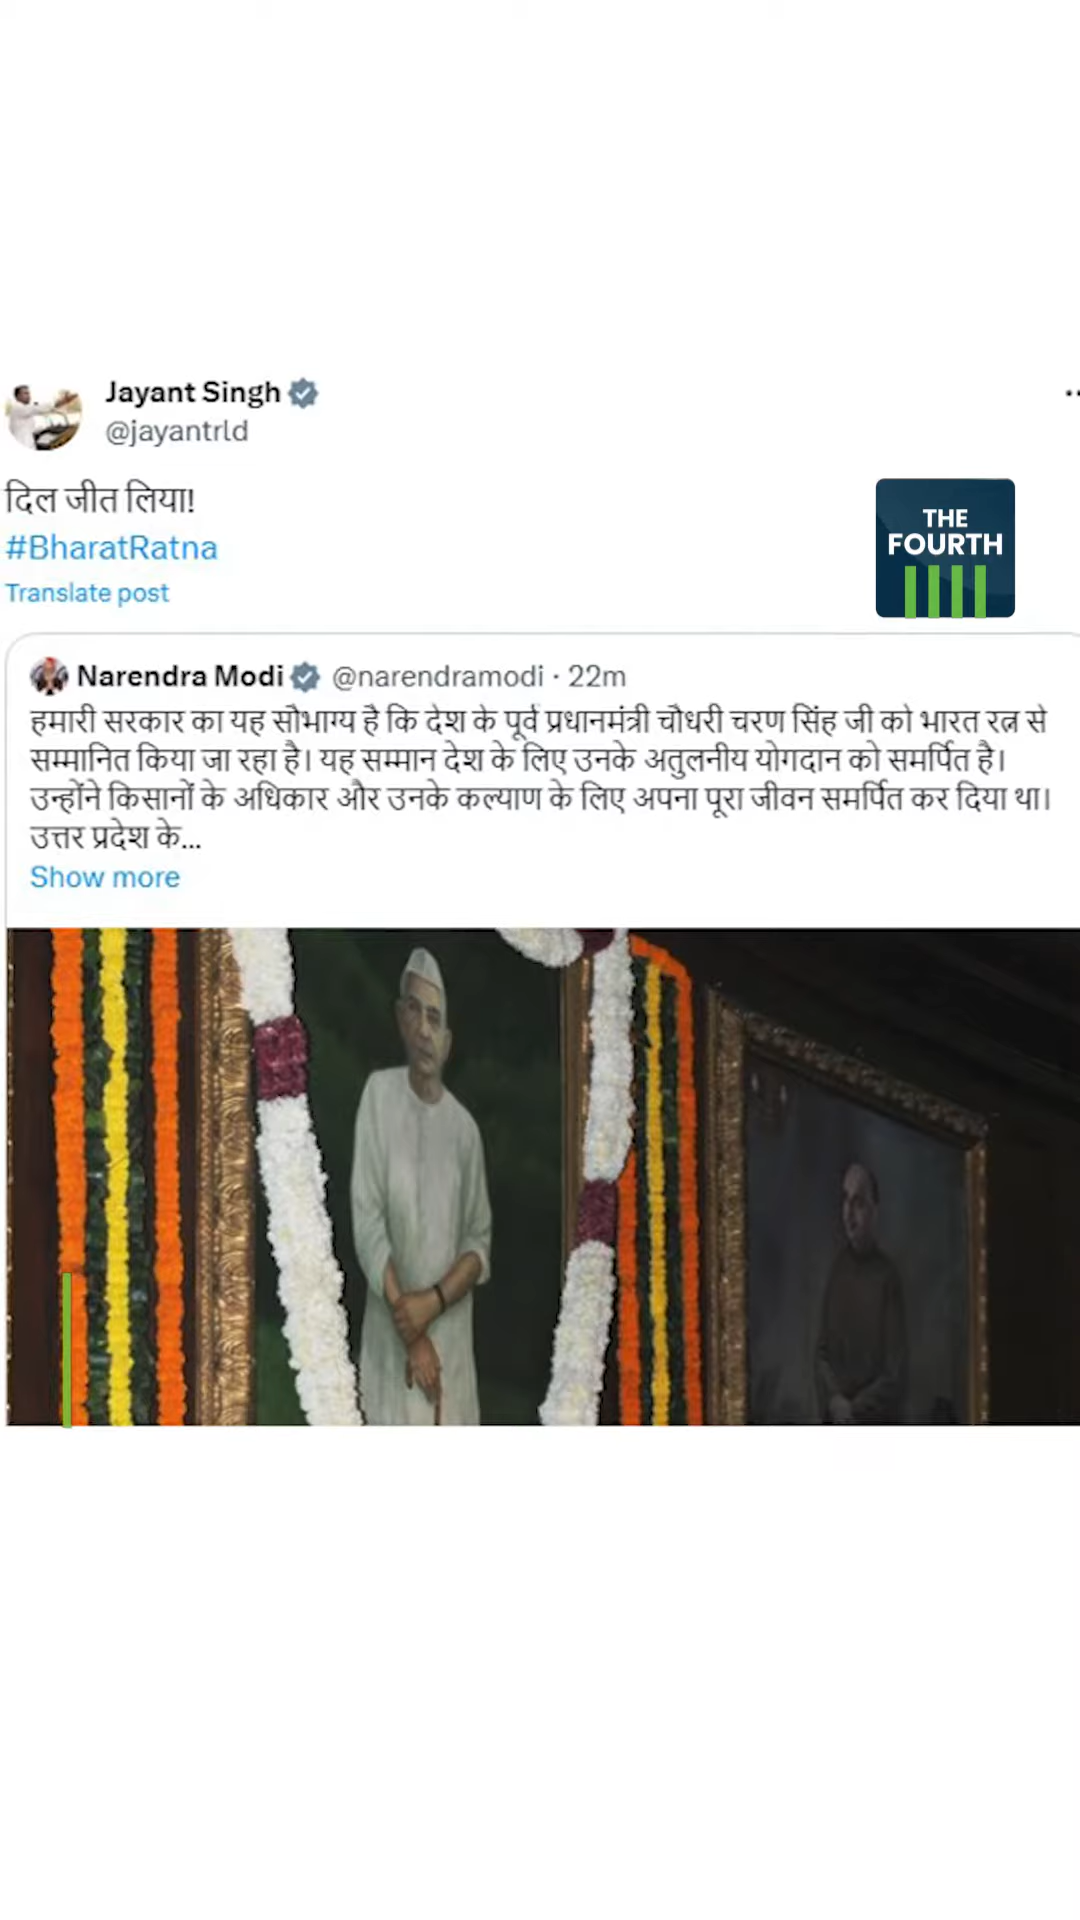 Jayant Singh
@jayantrld
दिल जीत लिया!
#BharatRatna
Translate post
THE
FOURTH
Narendra Modi @narendramodi · 22m
हमारी सरकार का यह सौभाग्य है कि देश के पूर्व प्रधानमंत्री चौधरी चरण सिंह जी को भारत रत्न से
सम्मानित किया जा रहा है। यह सम्मान देश के लिए उनके अतुलनीय योगदान को समर्पित है।
उन्होंने किसानों के अधिकार और उनके कल्याण के लिए अपना पूरा जीवन समर्पित कर दिया था।
उत्तर प्रदेश के...
Show more